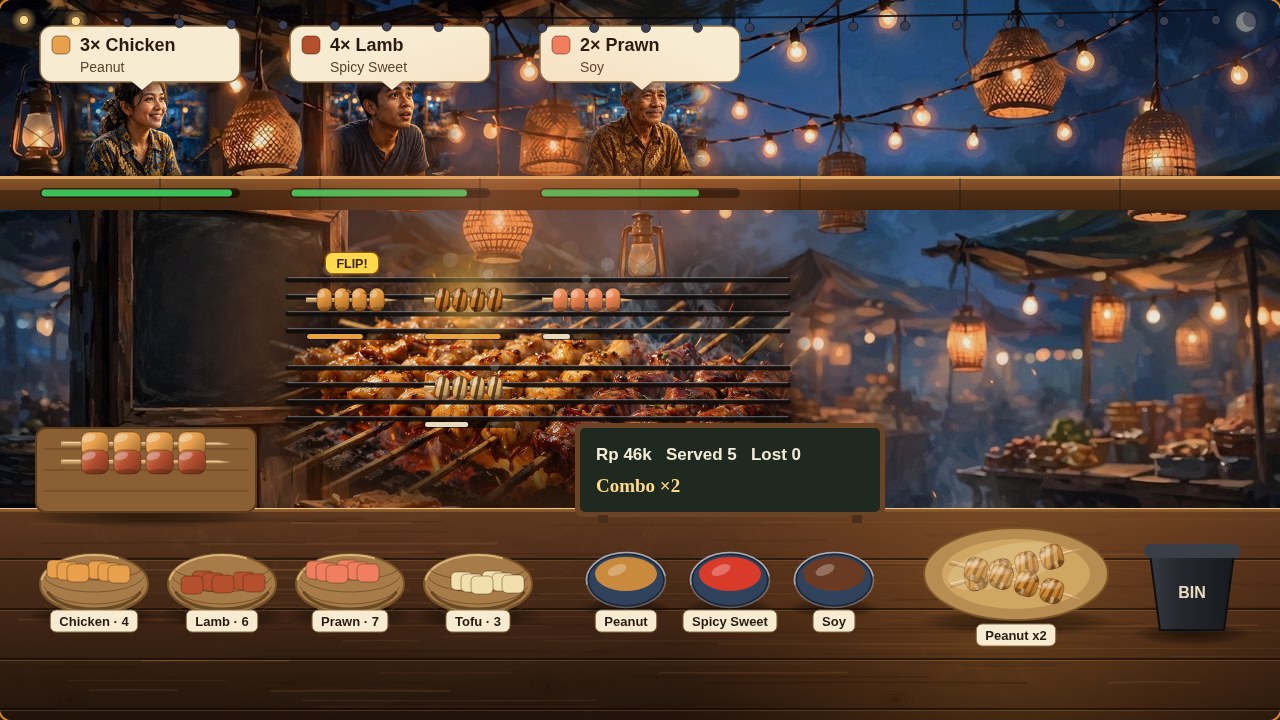 3× Chicken
Peanut
4× Lamb
Spicy Sweet
2× Prawn
Soy
FLIP!
Rp 46k Served 5 Lost 0
Combo ×2
Chicken · 4
Lamb · 6
Prawn · 7
Tofu · 3
Peanut
Spicy Sweet
Soy
Peanut x2
BIN